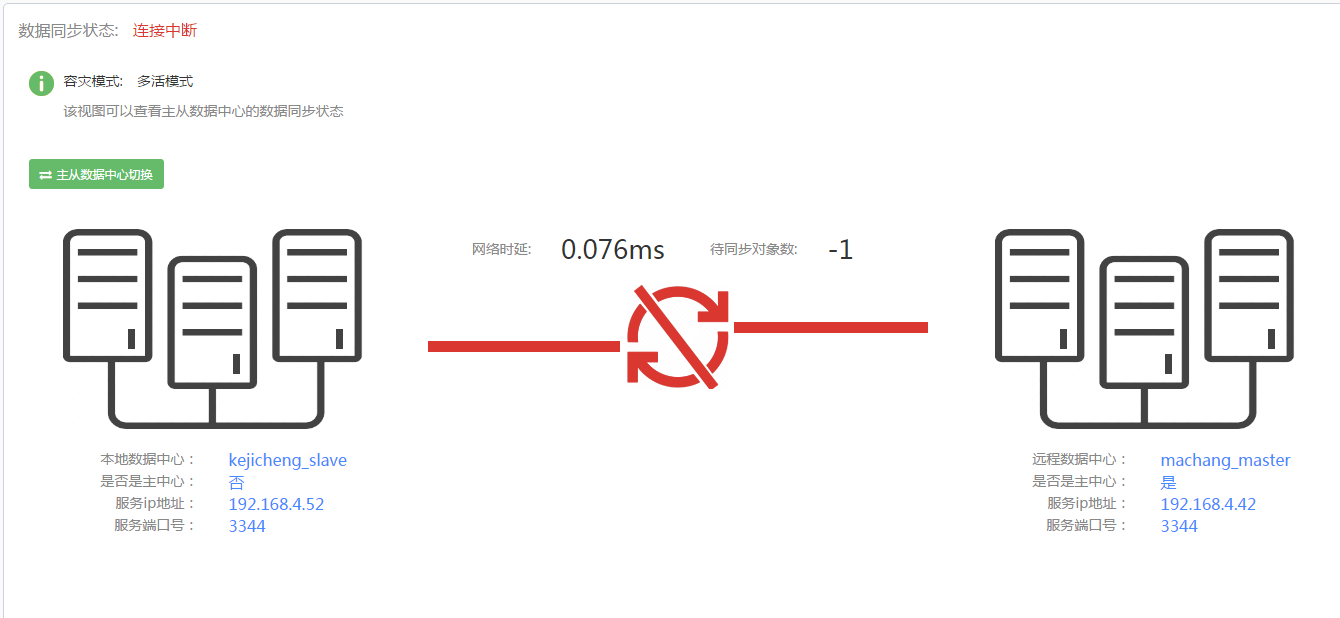 数据同步状态: 连接中断
容灾模式: 多活模式
该视图可以查看主从数据中心的数据同步状态
主从数据中心切换
网络时延: 0.076ms 待同步对象数: -1
本地数据中心： kejicheng_slave
是否是主中心： 否
服务ip地址： 192.168.4.52
服务端口号： 3344
远程数据中心： machang_master
是否是主中心： 是
服务ip地址： 192.168.4.42
服务端口号： 3344